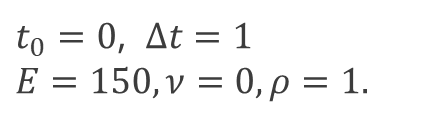 t₀ = 0, Δt = 1
E = 150, ν = 0, ρ = 1.